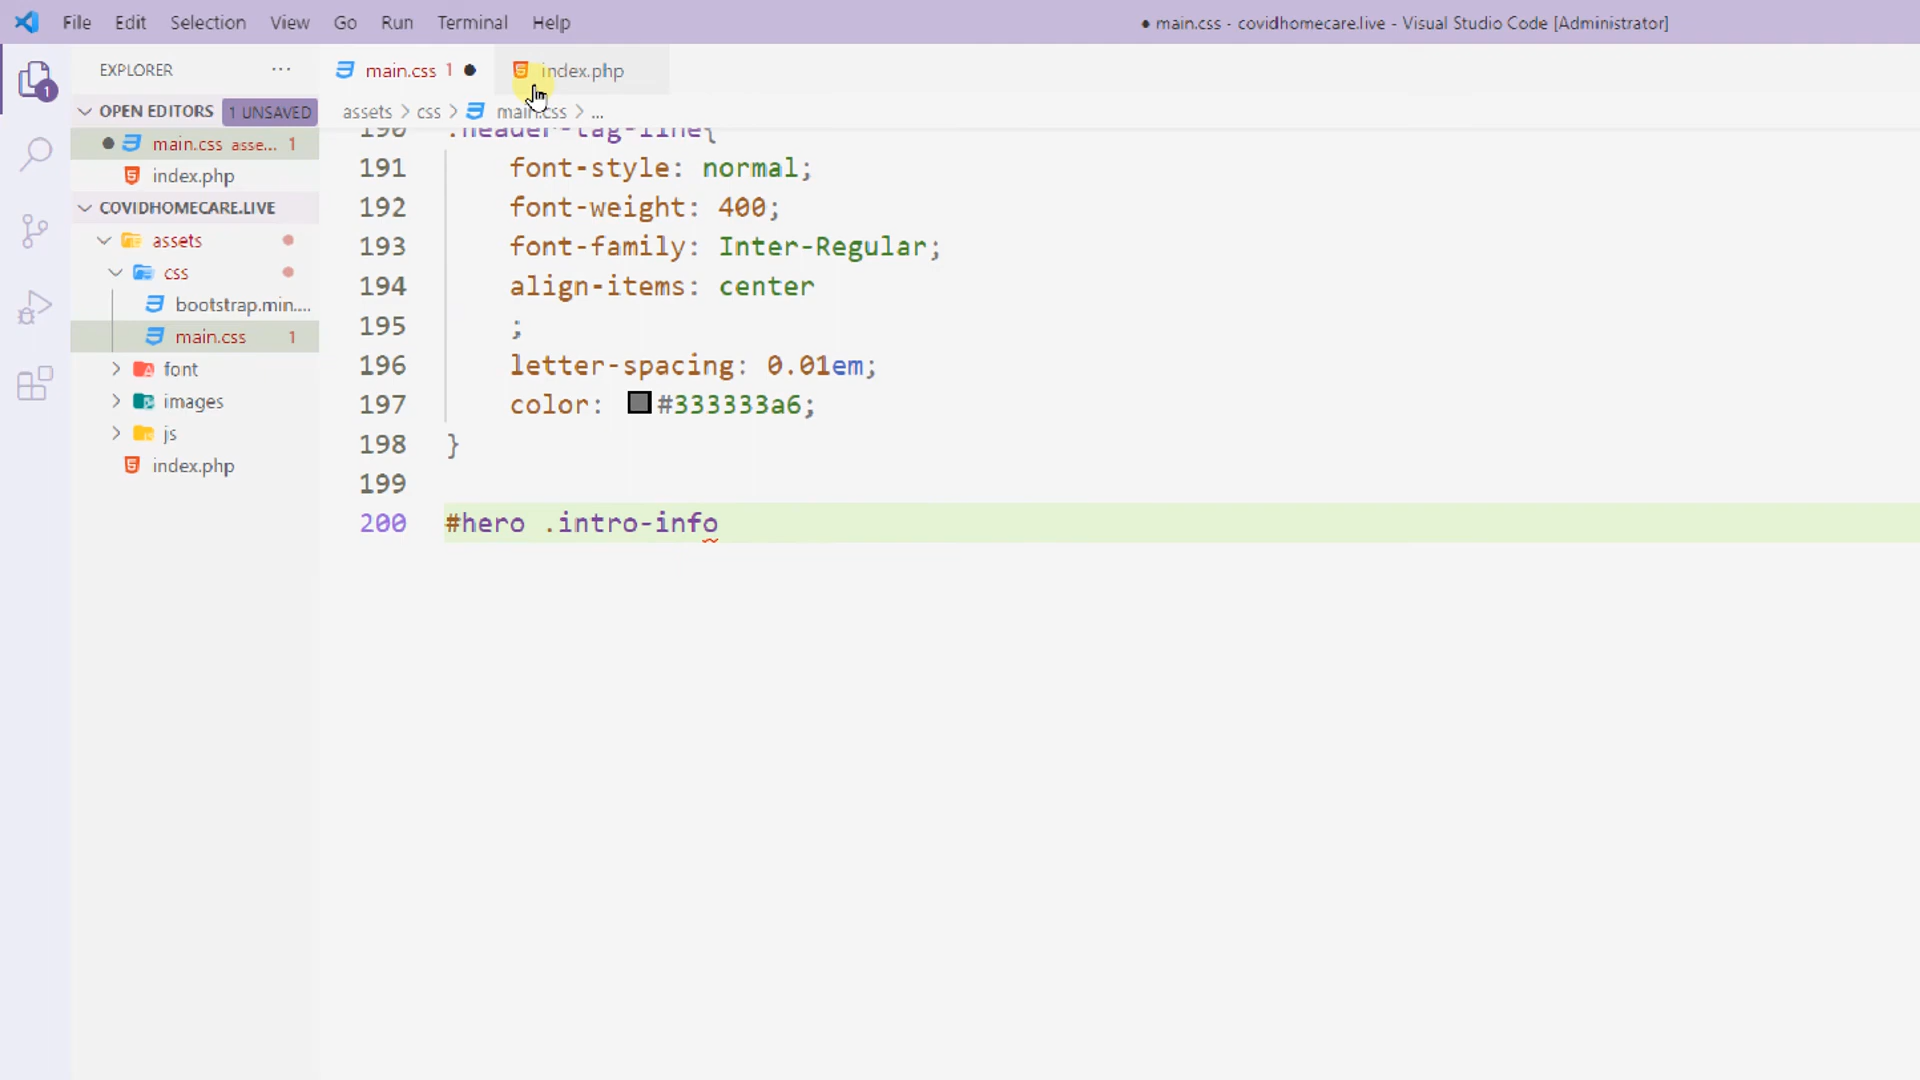 File Edit Selection View Go Run Terminal Help
● main.css - covidhomecare.live - Visual Studio Code [Administrator]
1
EXPLORER ...
OPEN EDITORS 1 UNSAVED
main.css asse... 1
index.php
COVIDHOMECARE.LIVE
assets
css
bootstrap.min....
main.css 1
font
images
js
index.php
main.css 1 ●
index.php
assets > css > main.css > ...
190 .header-tag-line{
191 font-style: normal;
192 font-weight: 400;
193 font-family: Inter-Regular;
194 align-items: center
195 ;
196 letter-spacing: 0.01em;
197 color: #333333a6;
198 }
199
200 #hero .intro-info